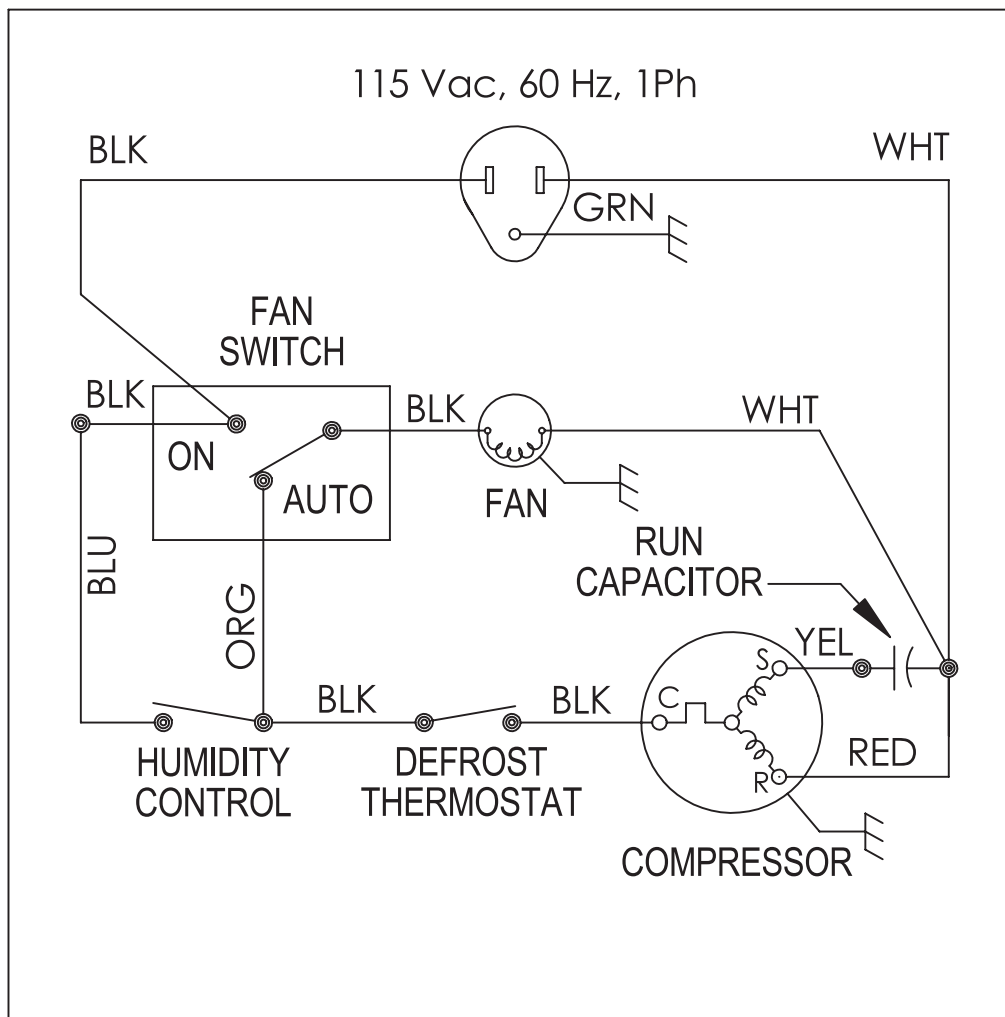 115 Vac, 60 Hz, 1Ph
BLK
WHT
GRN
FAN
SWITCH
BLK
ON
AUTO
BLK
FAN
WHT
BLU
ORG
RUN
CAPACITOR
YEL
S
C
R
BLK
BLK
RED
HUMIDITY
CONTROL
DEFROST
THERMOSTAT
COMPRESSOR